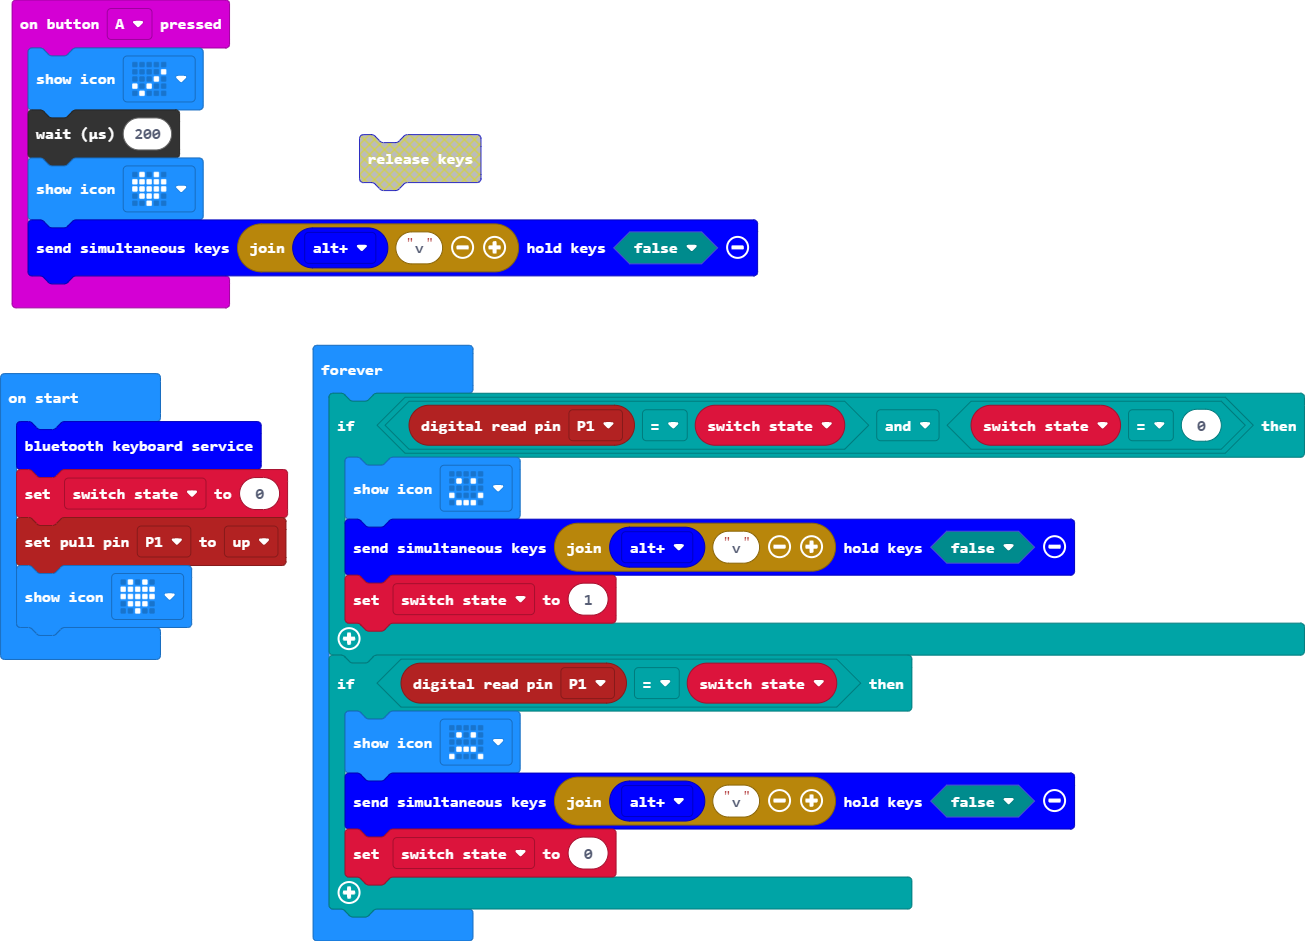 on button A pressed
show icon
wait (µs) 200
release keys
show icon
send simultaneous keys join alt+ "v" hold keys false
forever
on start
if digital read pin P1 = switch state and switch state = 0 then
bluetooth keyboard service
show icon
set switch state to 0
set pull pin P1 to up
send simultaneous keys join alt+ "v" hold keys false
show icon
set switch state to 1
if digital read pin P1 = switch state then
show icon
send simultaneous keys join alt+ "v" hold keys false
set switch state to 0